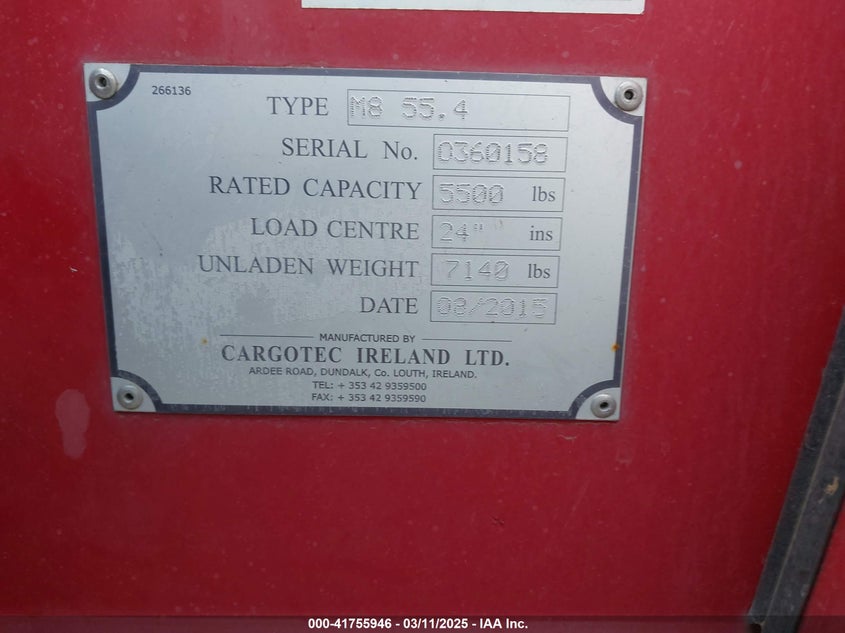 266136
TYPE M8 55.4
SERIAL No. 0360158
RATED CAPACITY 5500 lbs
LOAD CENTRE 24" ins
UNLADEN WEIGHT 7140 lbs
DATE 08/2015
MANUFACTURED BY
CARGOTEC IRELAND LTD.
ARDEE ROAD, DUNDALK, Co. LOUTH, IRELAND.
TEL: + 353 42 9359500
FAX: + 353 42 9359590
000-41755946 - 03/11/2025 - IAA Inc.